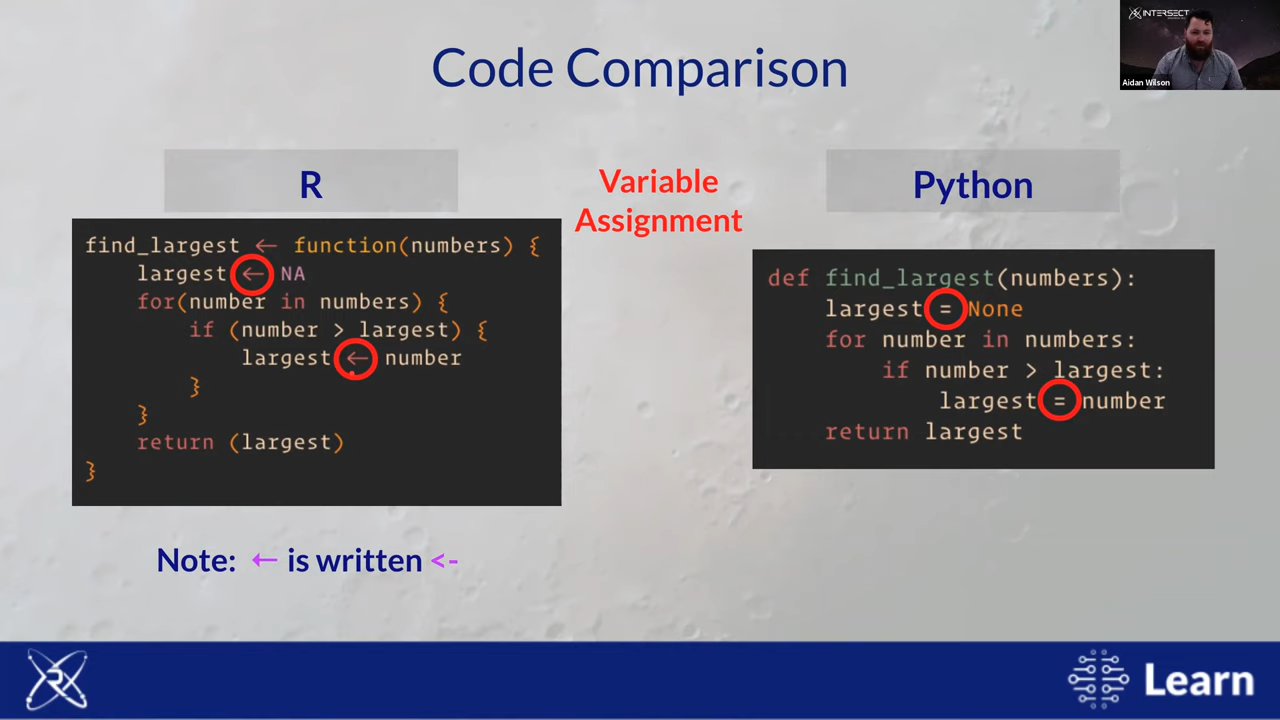 Code Comparison
INTERSECT
Aidan Wilson
R
find_largest ← function(numbers) {
    largest ← NA
    for(number in numbers) {
        if (number > largest) {
            largest ← number
        }
    }
    return (largest)
}
Note: ← is written <-
Variable
Assignment
Python
def find_largest(numbers):
    largest = None
    for number in numbers:
        if number > largest:
            largest = number
    return largest
Learn